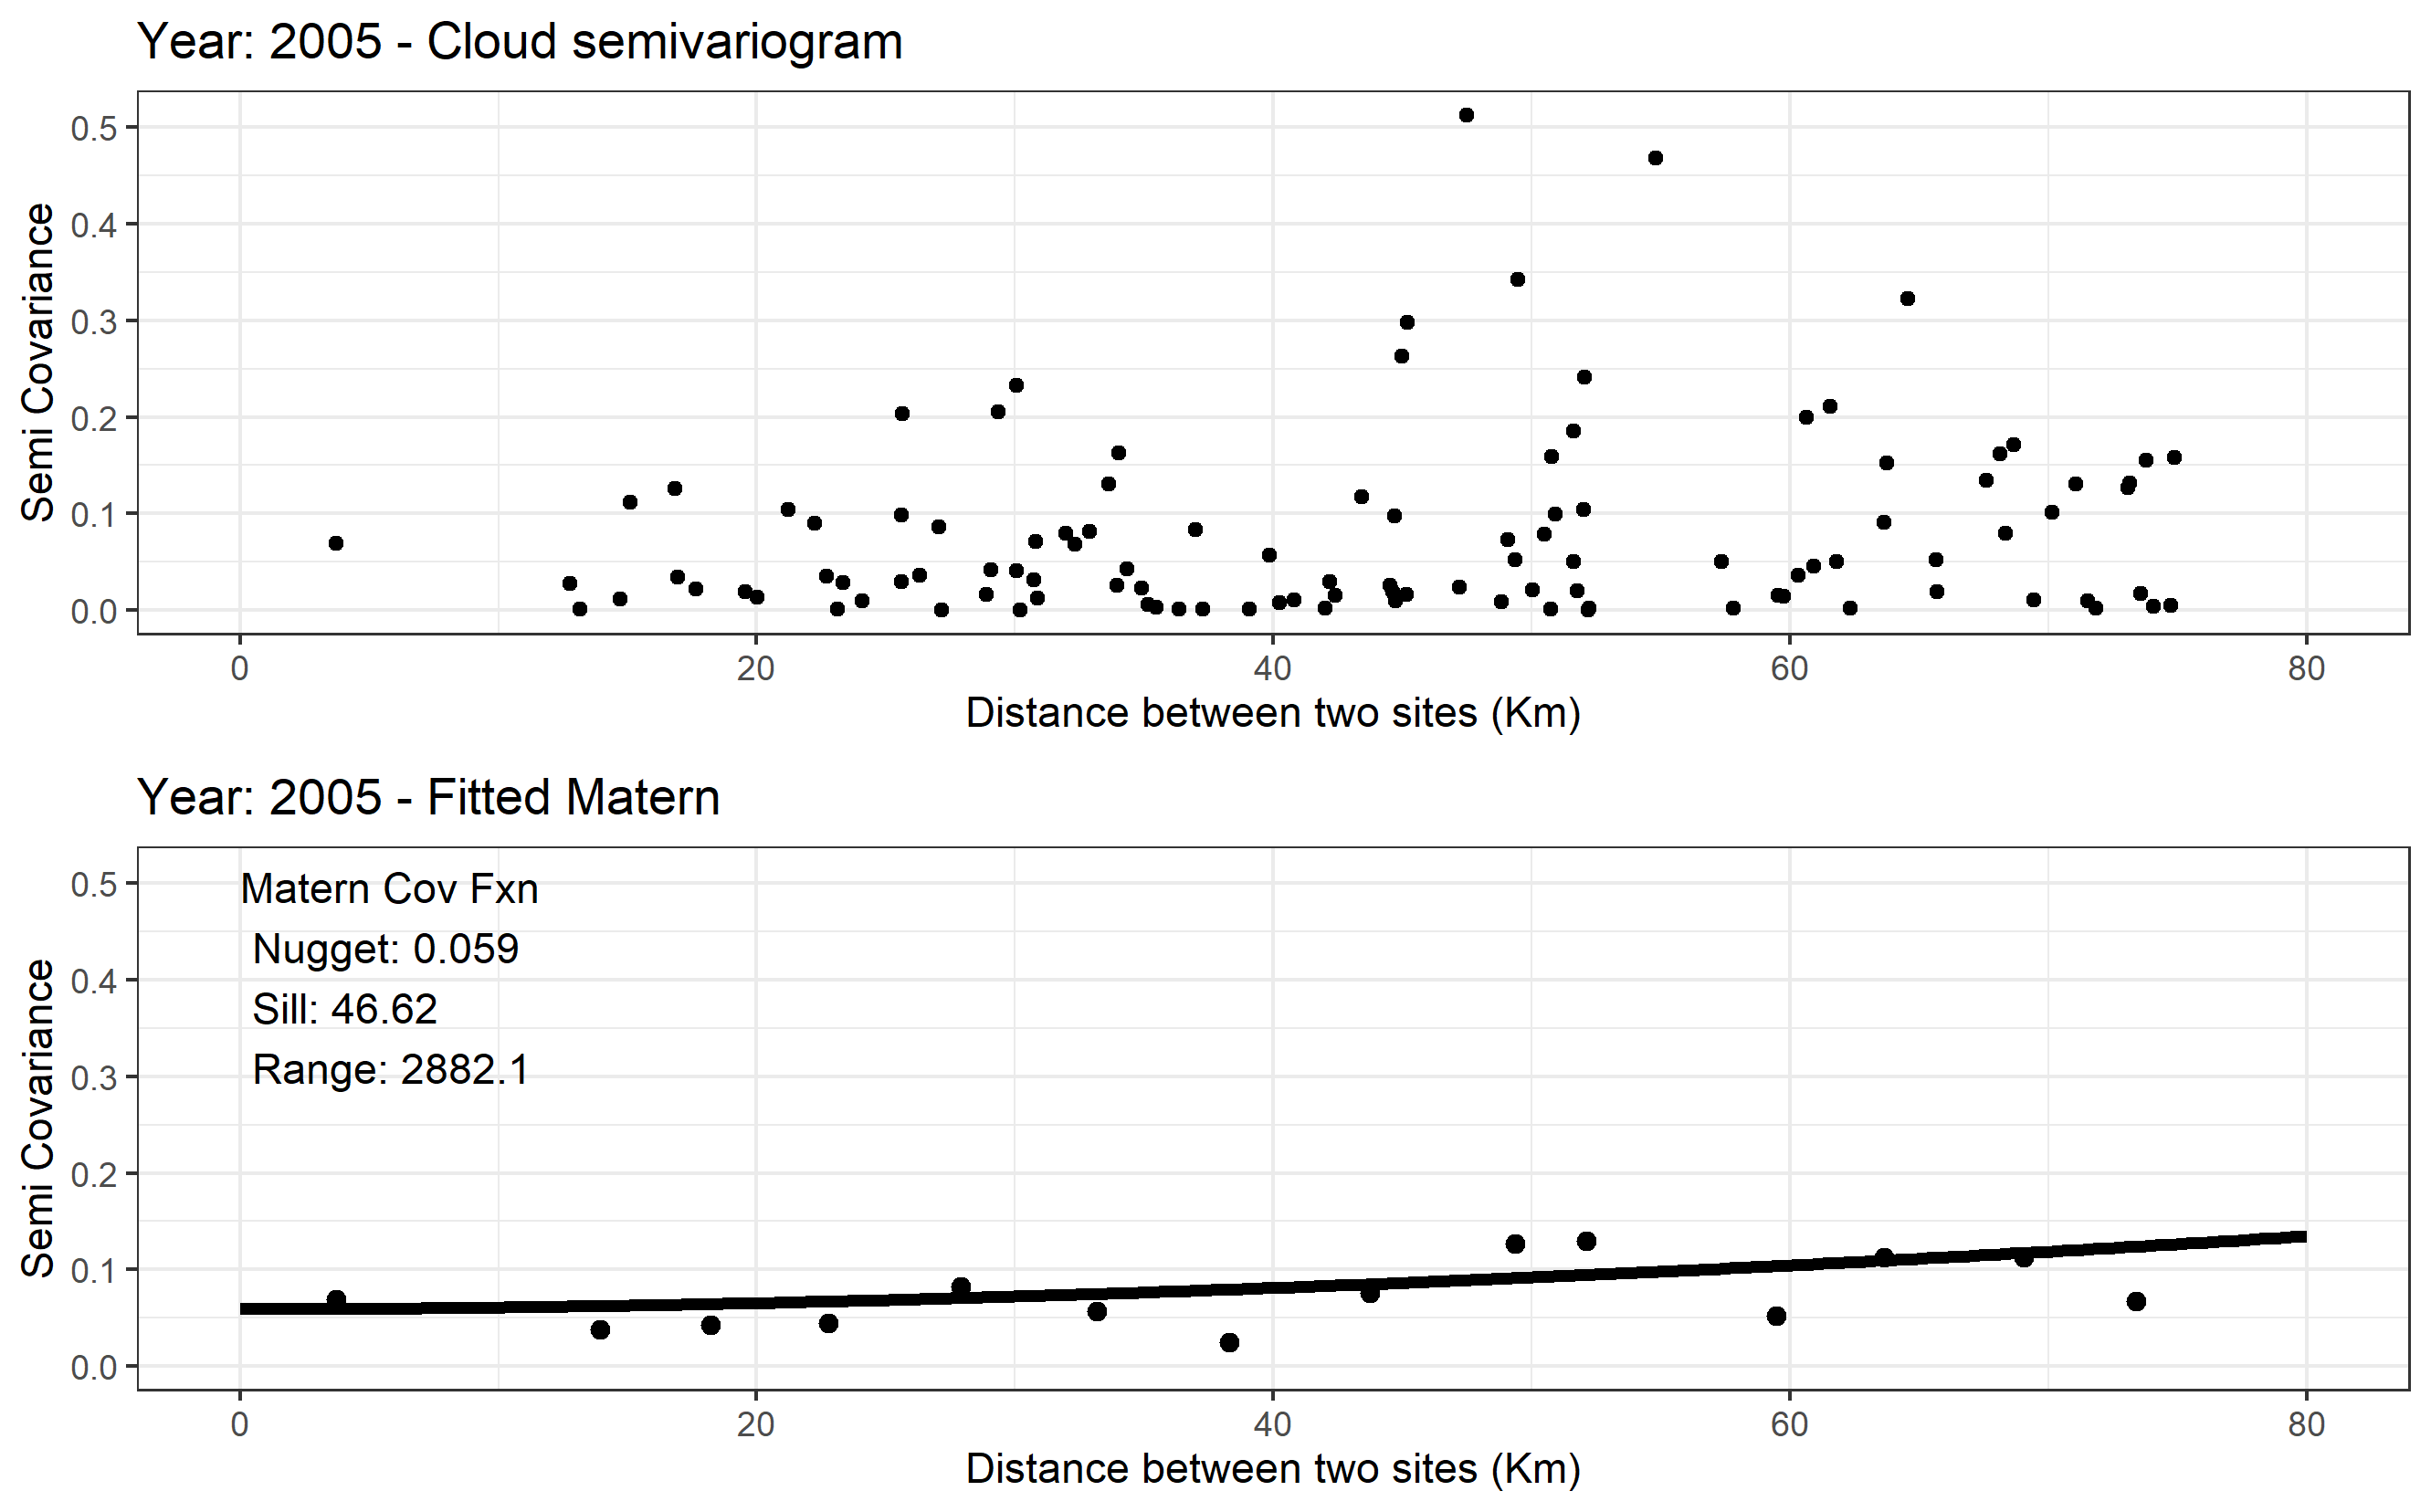 Year: 2005 - Cloud semivariogram
Semi Covariance
0.5
0.4
0.3
0.2
0.1
0.0
0 20 40 60 80
Distance between two sites (Km)
Year: 2005 - Fitted Matern
Semi Covariance
0.5
0.4
0.3
0.2
0.1
0.0
Matern Cov Fxn
Nugget: 0.059
Sill: 46.62
Range: 2882.1
0 20 40 60 80
Distance between two sites (Km)